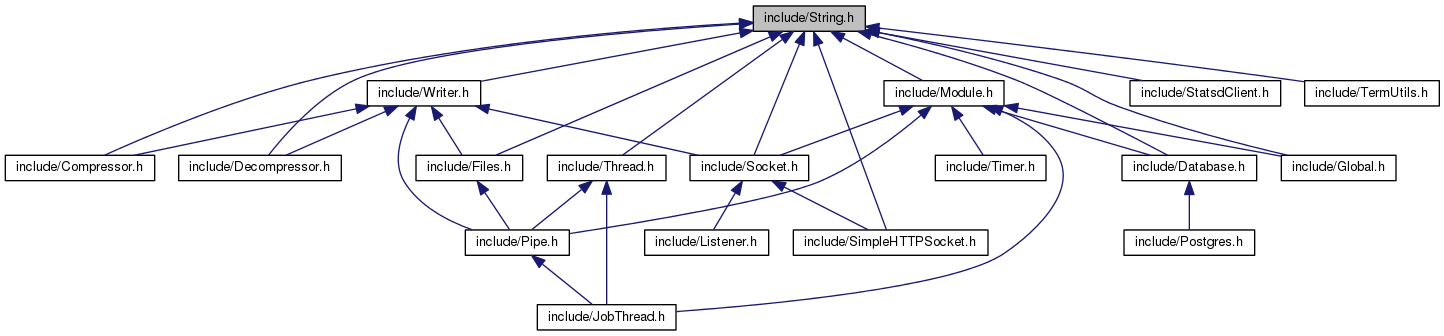 include/String.h
include/Writer.h
include/Module.h
include/StatsdClient.h
include/TermUtils.h
include/Compressor.h
include/Decompressor.h
include/Files.h
include/Thread.h
include/Socket.h
include/Timer.h
include/Database.h
include/Global.h
include/Pipe.h
include/Listener.h
include/SimpleHTTPSocket.h
include/Postgres.h
include/JobThread.h